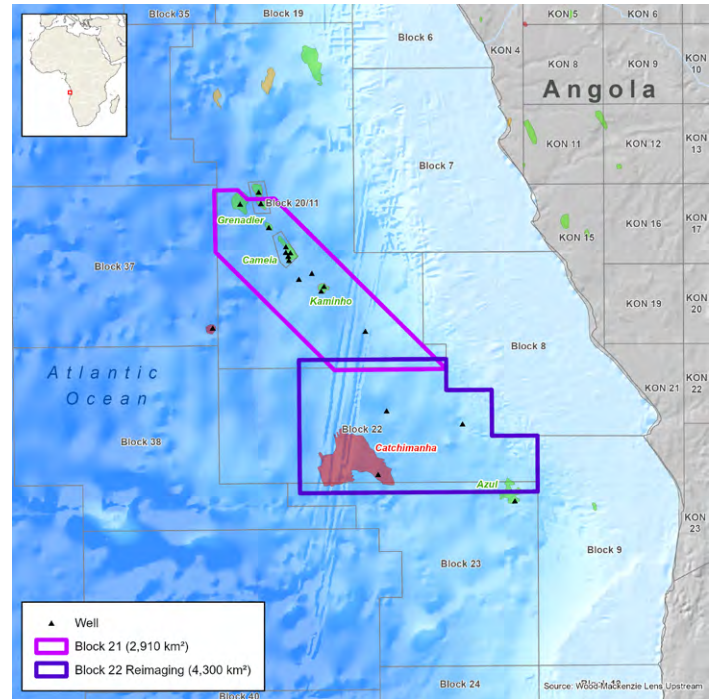 Block 35
Block 19
Block 6
KON 4
KON 5
KON 6
KON 8
KON 9
KON 10
Angola
KON 11
KON 12
KON 13
Block 7
Block 20/11
Grenadier
KON 15
KON 16
KON 17
Cameia
Block 37
Kaminho
KON 19
KON 20
KON 21
KON 22
Block 8
Atlantic
Ocean
Block 38
Block 22
Catchimanha
Azul
KON 23
Block 23
Block 9
Well
Block 21 (2,910 km²)
Block 22 Reimaging (4,300 km²)
Block 40
Block 24
Source: Wood Mackenzie Lens Upstream